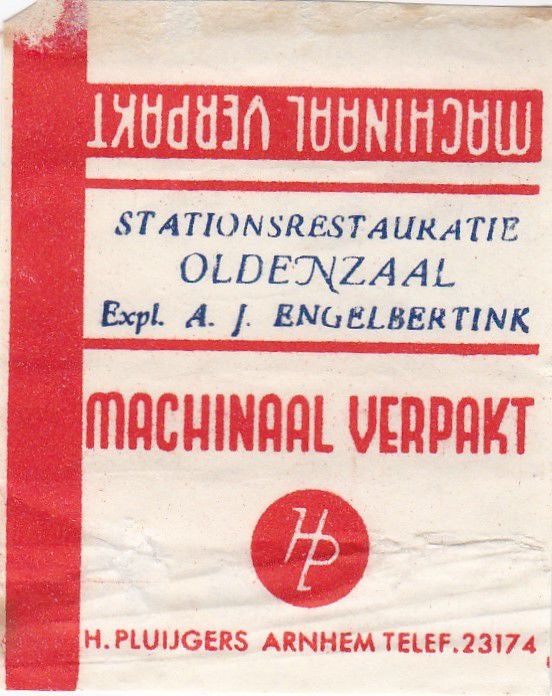 MACHINAAL VERPAKT
STATIONSRESTAURATIE
OLDENZAAL
Expl. A. J. ENGELBERTINK
MACHINAAL VERPAKT
HP
H. PLUIJGERS ARNHEM TELEF. 23174